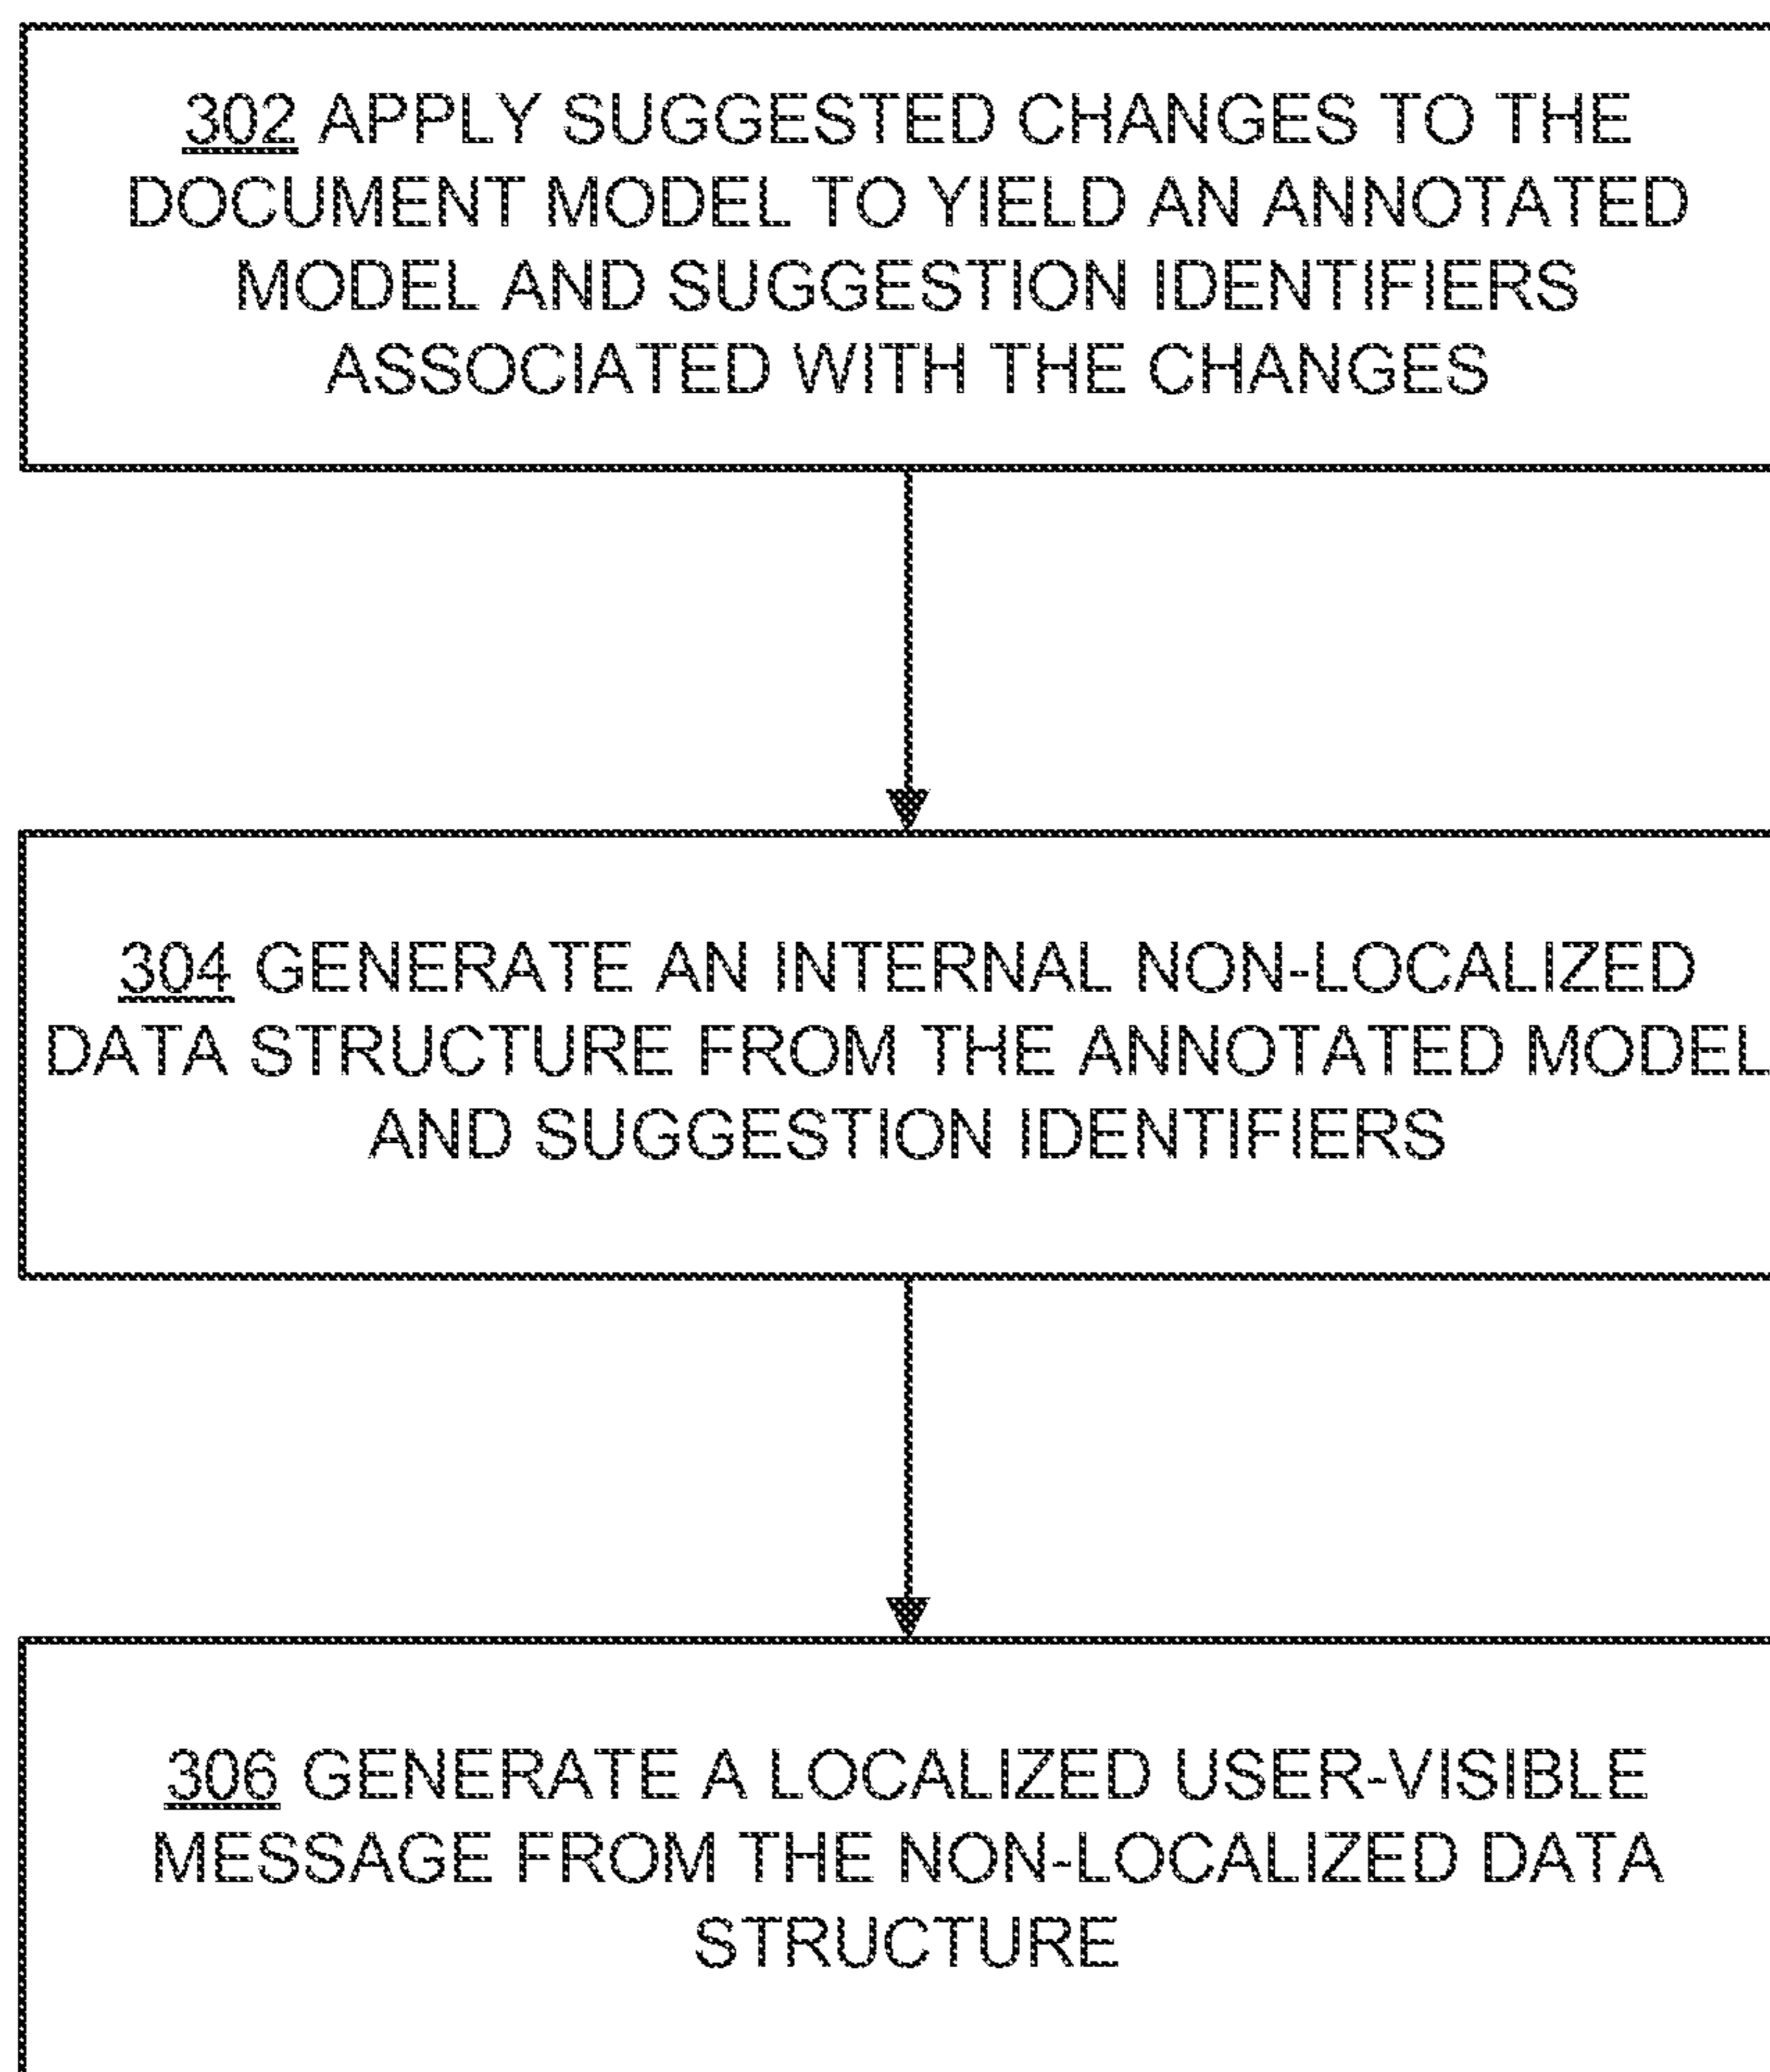 302 APPLY SUGGESTED CHANGES TO THE
DOCUMENT MODEL TO YIELD AN ANNOTATED
MODEL AND SUGGESTION IDENTIFIERS
ASSOCIATED WITH THE CHANGES
304 GENERATE AN INTERNAL NON-LOCALIZED
DATA STRUCTURE FROM THE ANNOTATED MODEL
AND SUGGESTION IDENTIFIERS
306 GENERATE A LOCALIZED USER-VISIBLE
MESSAGE FROM THE NON-LOCALIZED DATA
STRUCTURE